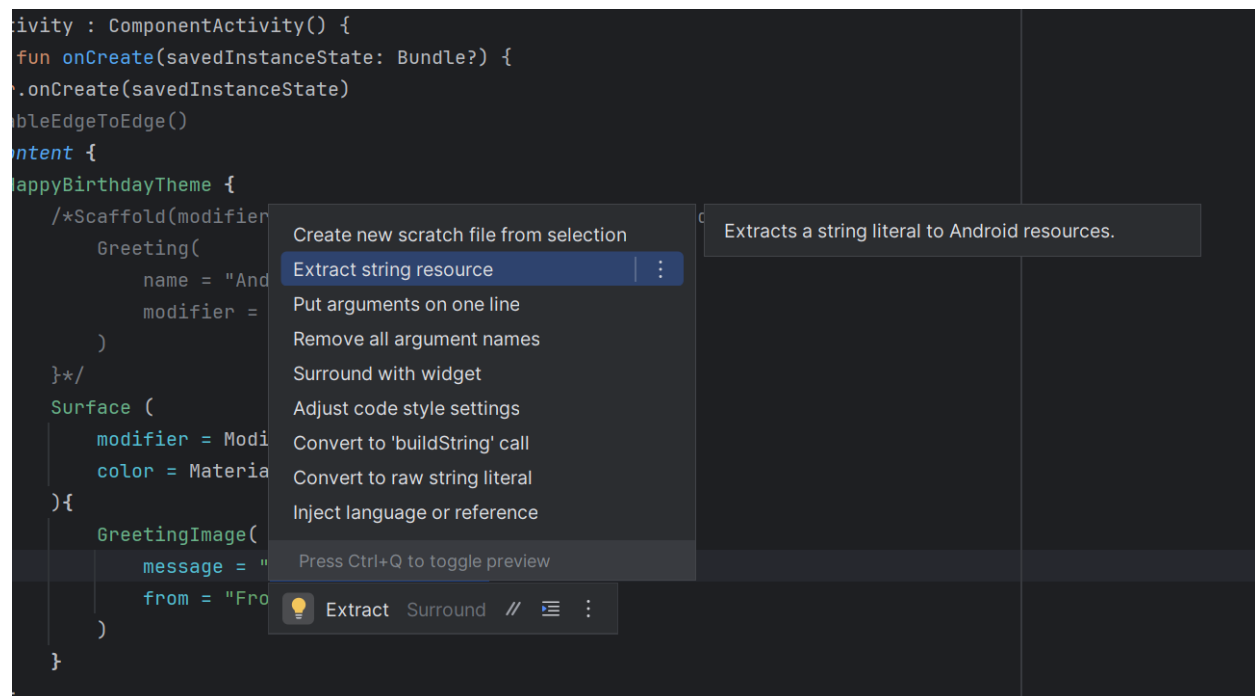 tivity : ComponentActivity() {
fun onCreate(savedInstanceState: Bundle?) {
.onCreate(savedInstanceState)
ableEdgeToEdge()
ontent {
HappyBirthdayTheme {
/*Scaffold(modifier
Greeting(
name = "And
modifier =
)
}*/
Surface (
modifier = Modi
color = Materia
){
GreetingImage(
message = "
from = "Fro
)
}
Create new scratch file from selection
Extract string resource
Put arguments on one line
Remove all argument names
Surround with widget
Adjust code style settings
Convert to 'buildString' call
Convert to raw string literal
Inject language or reference
Press Ctrl+Q to toggle preview
Extract Surround //
Extracts a string literal to Android resources.